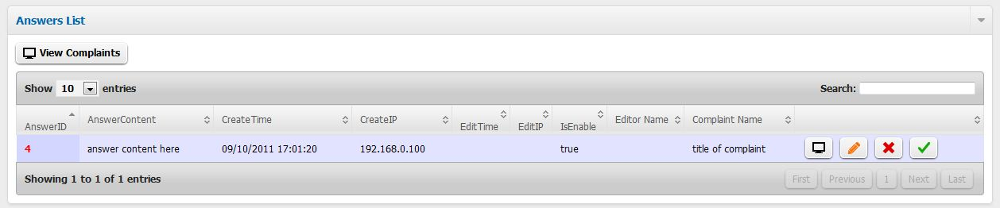 Answers List
View Complaints
Show 10 entries Search:
AnswerID AnswerContent CreateTime CreateIP EditTime EditIP IsEnable Editor Name Complaint Name
4 answer content here 09/10/2011 17:01:20 192.168.0.100 true title of complaint
Showing 1 to 1 of 1 entries First Previous 1 Next Last